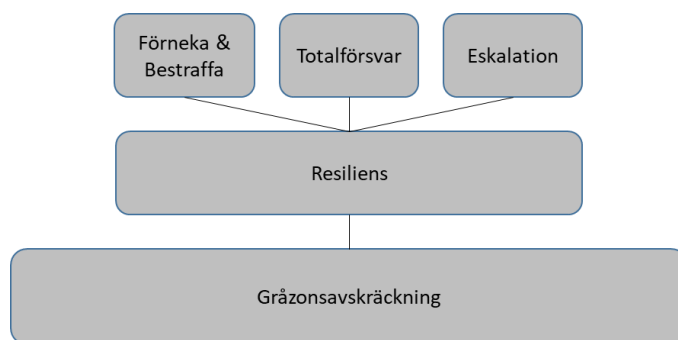 Förneka &
Bestraffa
Totalförsvar
Eskalation
Resiliens
Gråzonsavskräckning